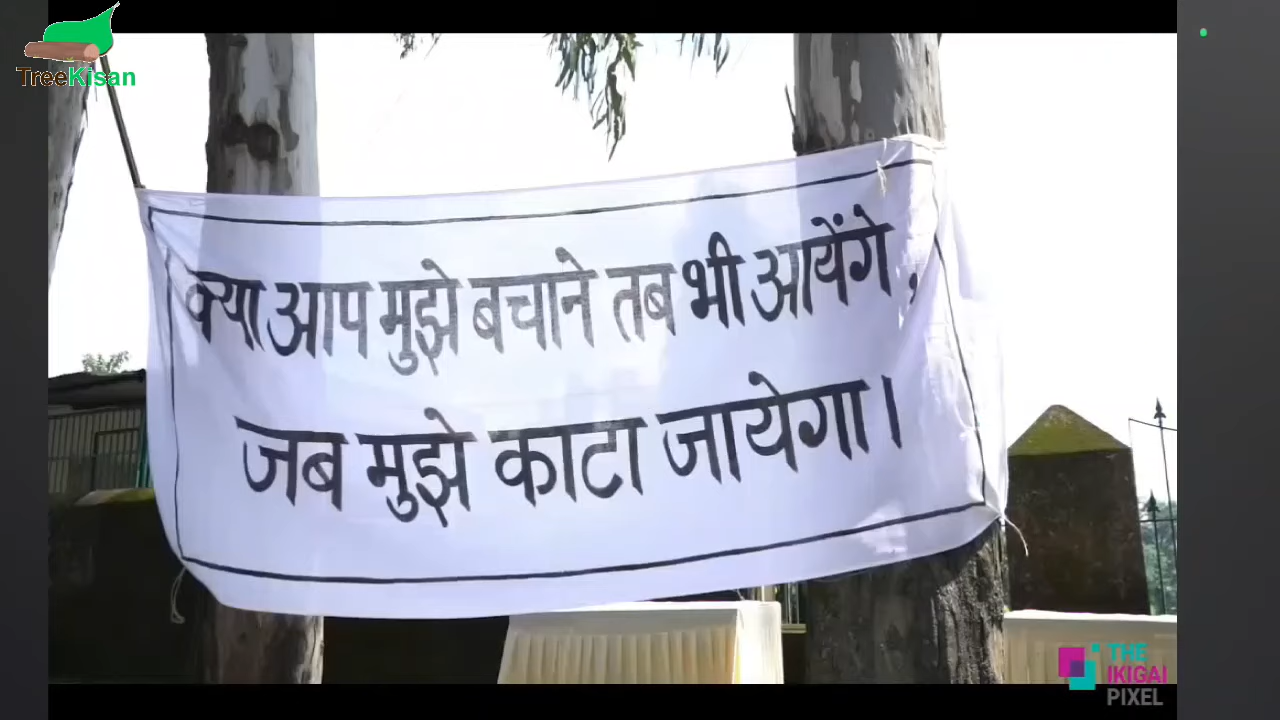 TreeKisan
क्या आप मुझे बचाने तब भी आयेंगे,
जब मुझे काटा जायेगा।
THE
IKIGAI
PIXEL